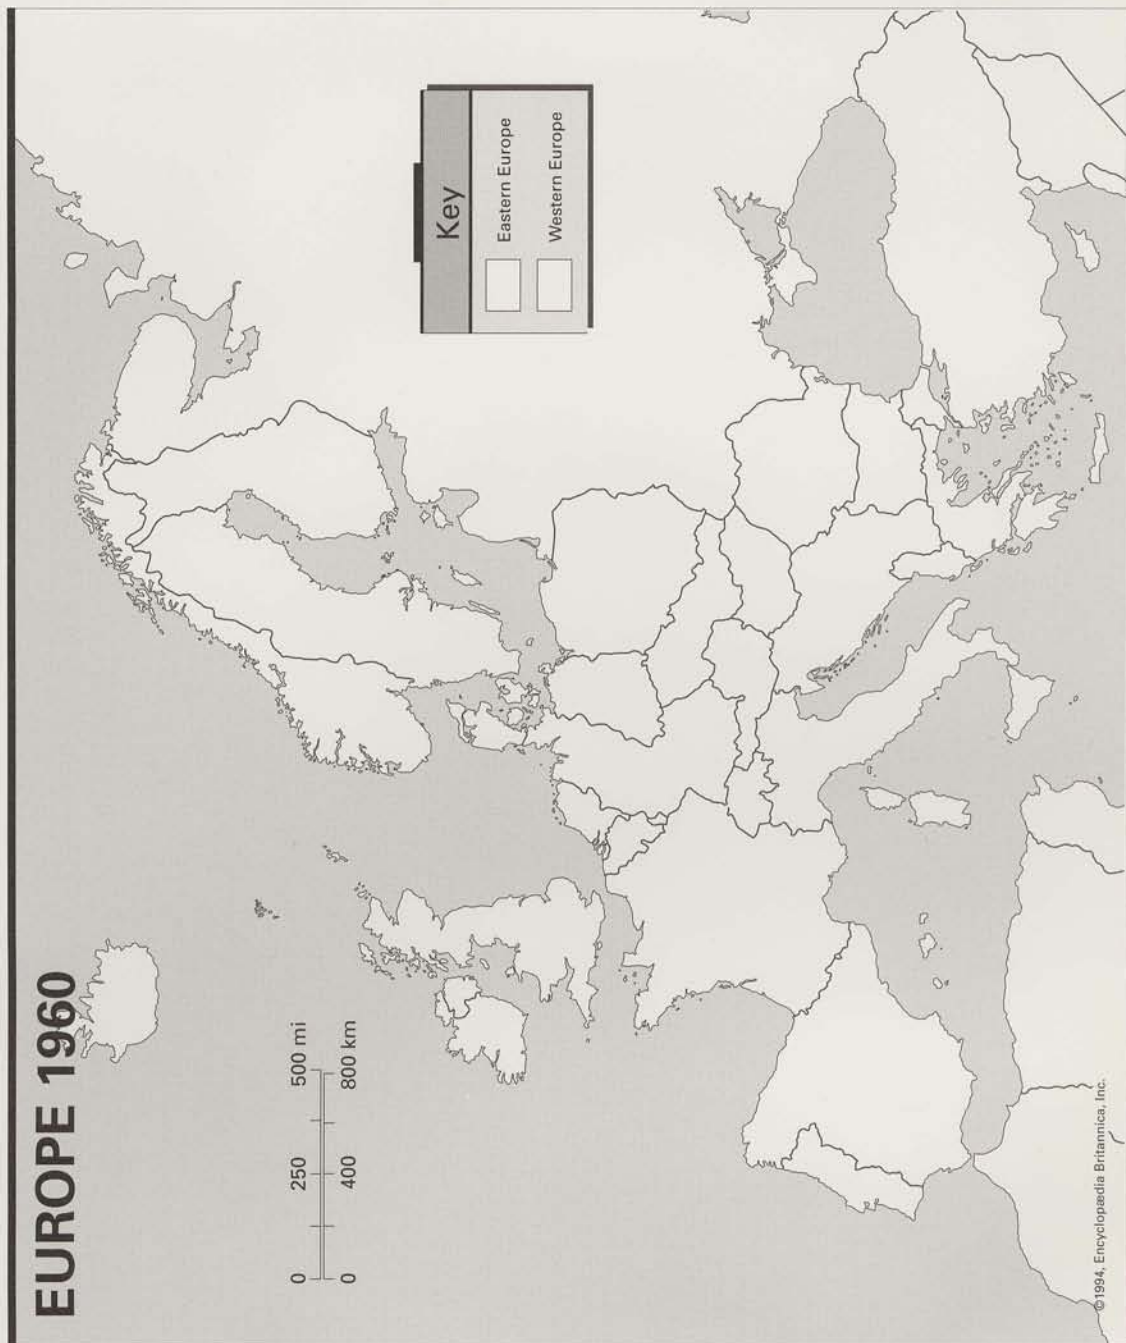 EUROPE 1960
0 250 500 mi
0 400 800 km
Key
Eastern Europe
Western Europe
©1994, Encyclopædia Britannica, Inc.